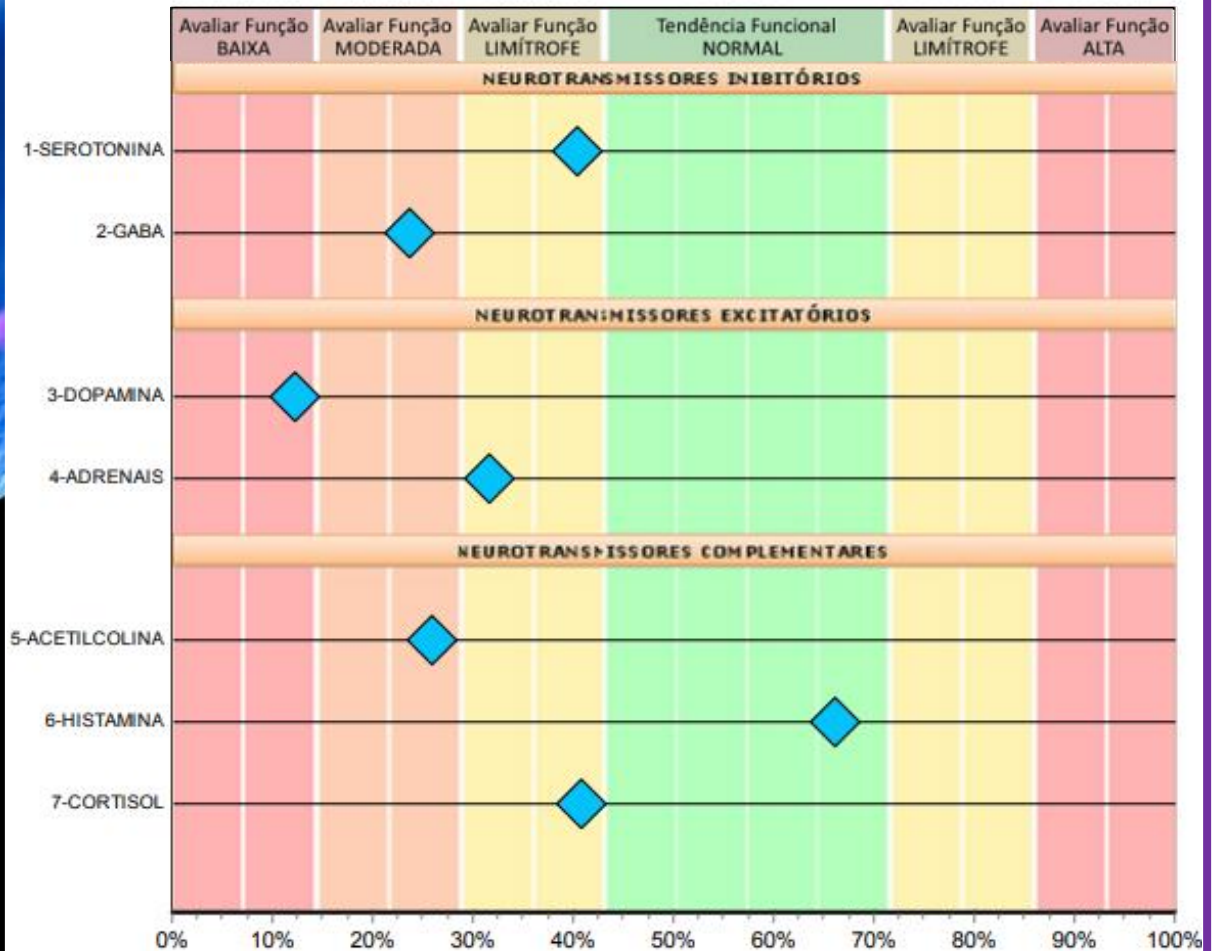 Avaliar Função
BAIXA
Avaliar Função
MODERADA
Avaliar Função
LIMÍTROFE
Tendência Funcional
NORMAL
Avaliar Função
LIMÍTROFE
Avaliar Função
ALTA
NEUROTRANSMISSORES INIBITÓRIOS
1-SEROTONINA
2-GABA
NEUROTRANSMISSORES EXCITATÓRIOS
3-DOPAMINA
4-ADRENAIS
NEUROTRANSMISSORES COMPLEMENTARES
5-ACETILCOLINA
6-HISTAMINA
7-CORTISOL
0% 10% 20% 30% 40% 50% 60% 70% 80% 90% 100%